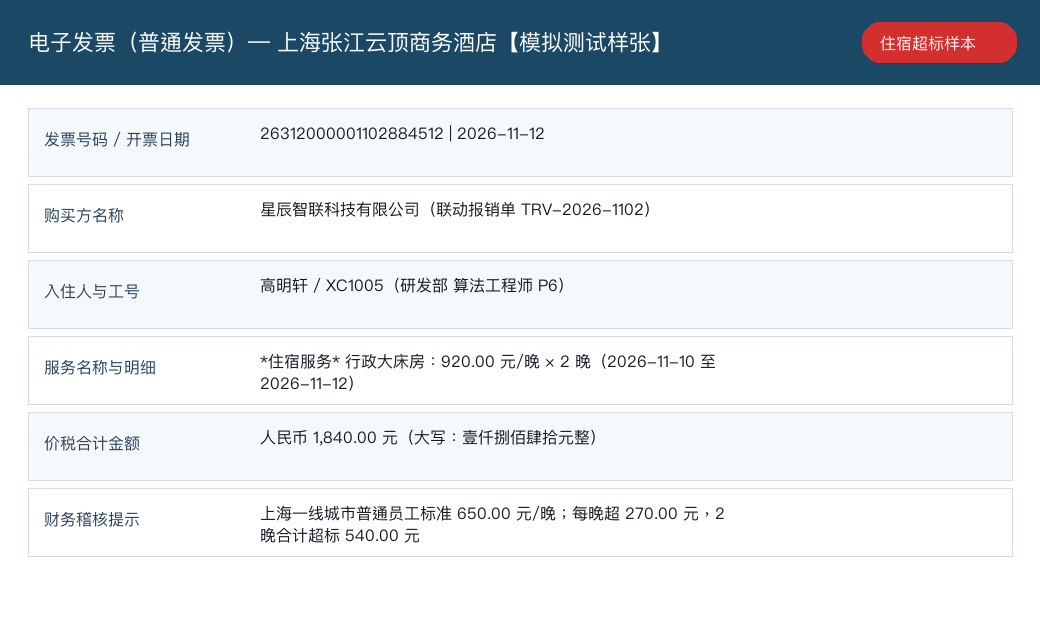 电子发票（普通发票）— 上海张江云顶商务酒店【模拟测试样张】
住宿超标样本
发票号码 / 开票日期
26312000001102884512 | 2026-11-12
购买方名称
星辰智联科技有限公司（联动报销单 TRV-2026-1102）
入住人与工号
高明轩 / XC1005（研发部 算法工程师 P6）
服务名称与明细
*住宿服务* 行政大床房：920.00 元/晚 × 2 晚（2026-11-10 至
2026-11-12）
价税合计金额
人民币 1,840.00 元（大写：壹仟捌佰肆拾元整）
财务稽核提示
上海一线城市普通员工标准 650.00 元/晚；每晚超 270.00 元，2
晚合计超标 540.00 元